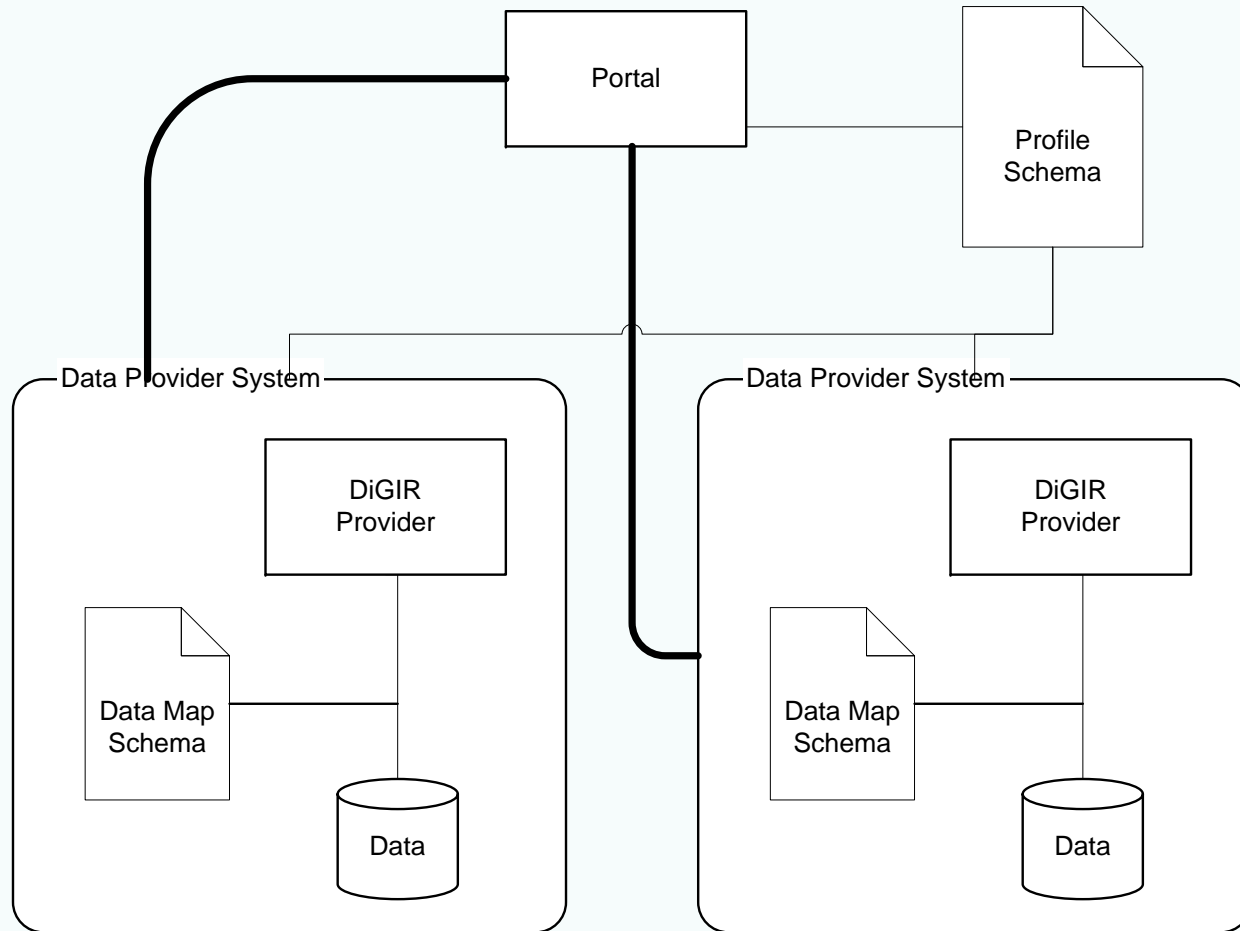 Portal
Profile
Schema
Data Provider System
Data Provider System
DiGIR
Provider
DiGIR
Provider
Data Map
Schema
Data Map
Schema
Data
Data